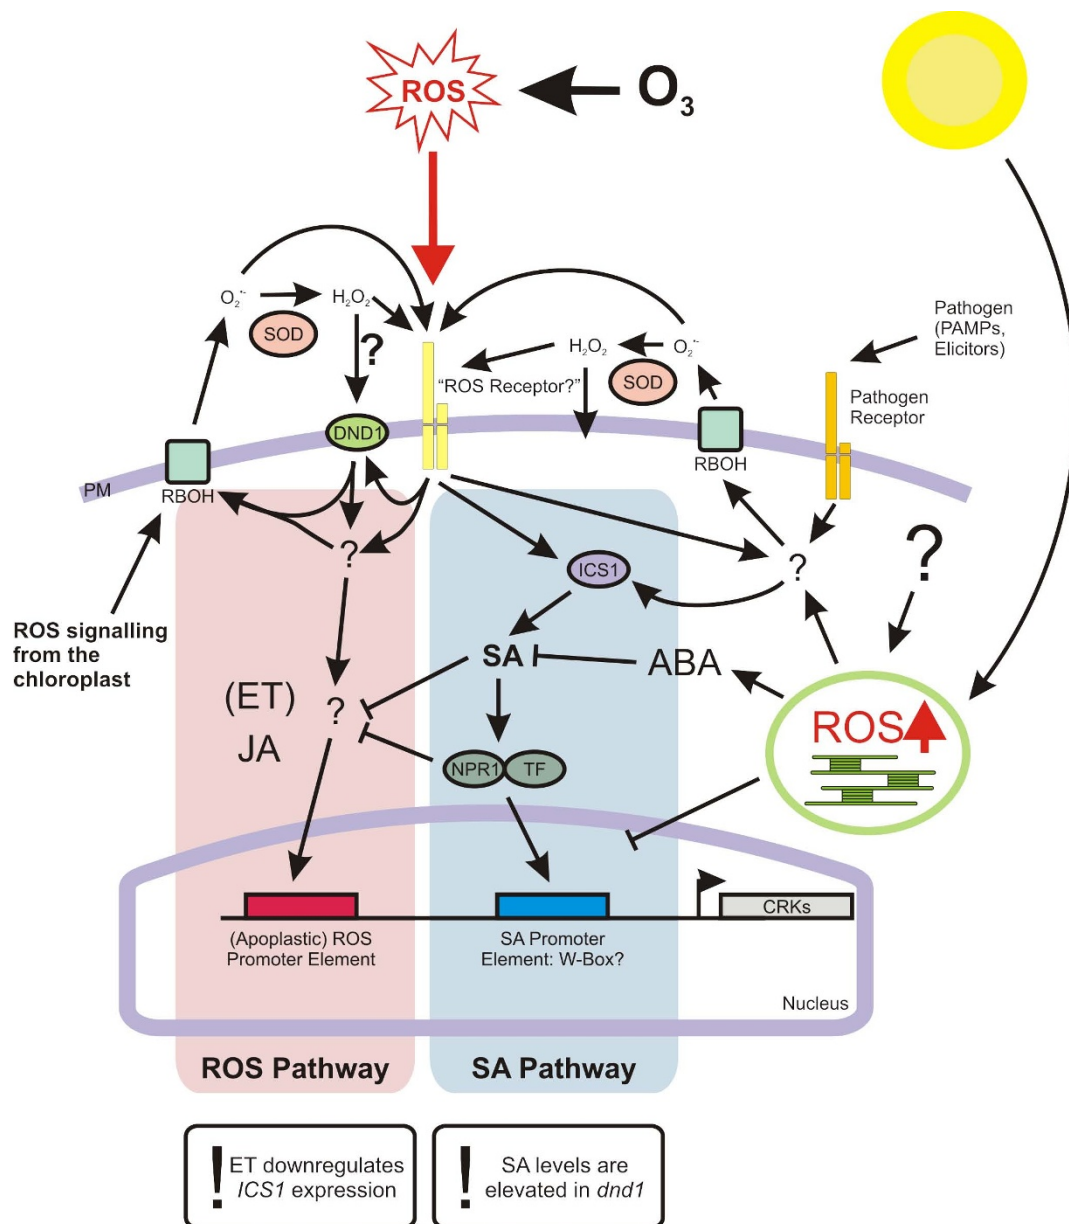 ROS
O₃
O₂•-
H₂O₂
SOD
?
"ROS Receptor?"
H₂O₂
O₂•-
SOD
Pathogen
(PAMPs,
Elicitors)
Pathogen
Receptor
DND1
PM
RBOH
RBOH
?
?
?
ICS1
ROS signalling
from the
chloroplast
SA
ABA
(ET)
JA
?
ROS
NPR1
TF
CRKs
(Apoplastic) ROS
Promoter Element
SA Promoter
Element: W-Box?
Nucleus
ROS Pathway
SA Pathway
! ET downregulates
ICS1 expression
! SA levels are
elevated in dnd1